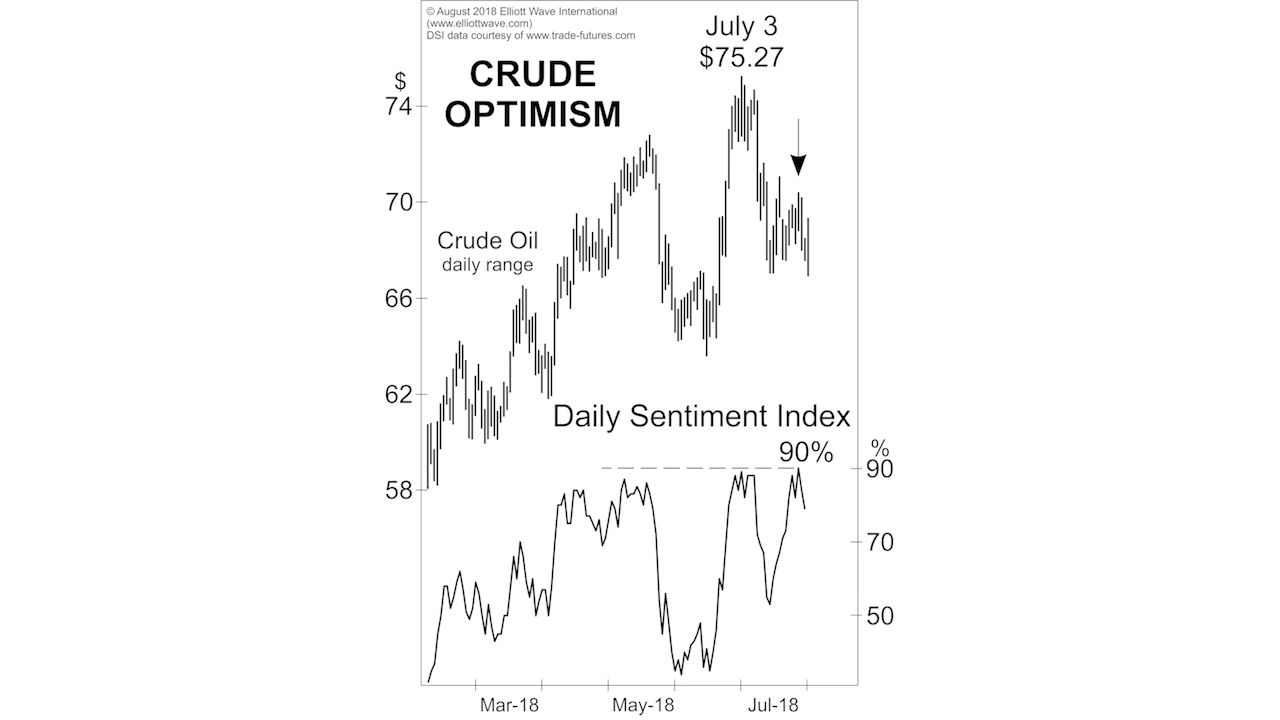 © August 2018 Elliott Wave International
(www.elliottwave.com)
DSI data courtesy of www.trade-futures.com
July 3
$75.27
CRUDE
OPTIMISM
$
74
70
Crude Oil
daily range
66
62
Daily Sentiment Index
90%
%
90
58
70
50
Mar-18
May-18
Jul-18